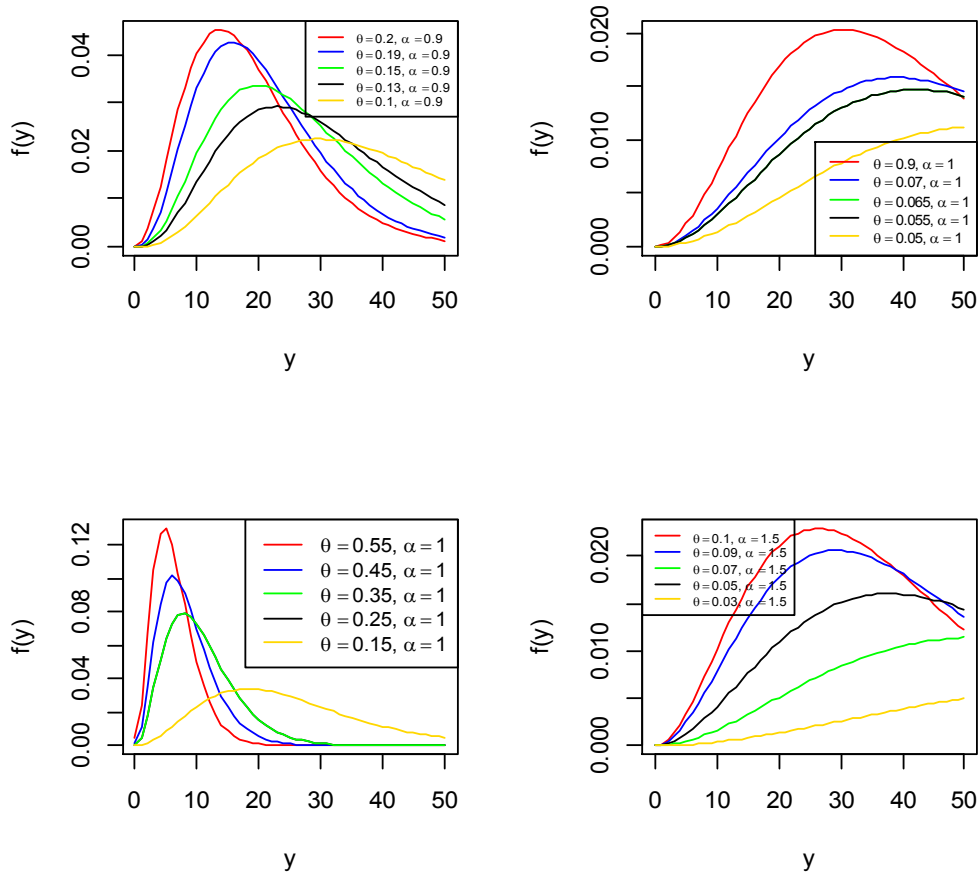 f(y)
0.00
0.02
0.04
0
10
20
30
40
50
y
θ = 0.2, α = 0.9
θ = 0.19, α = 0.9
θ = 0.15, α = 0.9
θ = 0.13, α = 0.9
θ = 0.1, α = 0.9
f(y)
0.000
0.010
0.020
0
10
20
30
40
50
y
θ = 0.9, α = 1
θ = 0.07, α = 1
θ = 0.065, α = 1
θ = 0.055, α = 1
θ = 0.05, α = 1
f(y)
0.00
0.04
0.08
0.12
0
10
20
30
40
50
y
θ = 0.55, α = 1
θ = 0.45, α = 1
θ = 0.35, α = 1
θ = 0.25, α = 1
θ = 0.15, α = 1
f(y)
0.000
0.010
0.020
0
10
20
30
40
50
y
θ = 0.1, α = 1.5
θ = 0.09, α = 1.5
θ = 0.07, α = 1.5
θ = 0.05, α = 1.5
θ = 0.03, α = 1.5